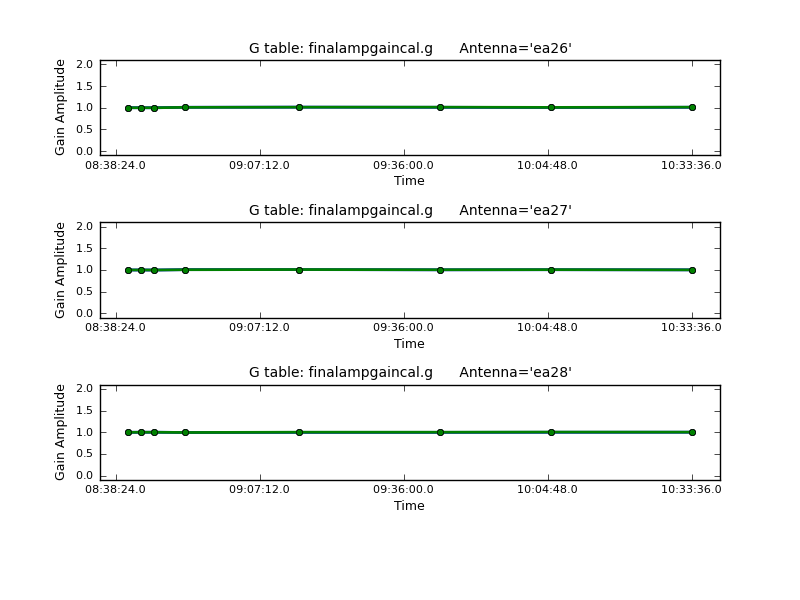 G table: finalampgaincal.g Antenna='ea26'
2.0
1.5
1.0
0.5
0.0
Gain Amplitude
08:38:24.0 09:07:12.0 09:36:00.0 10:04:48.0 10:33:36.0
Time
G table: finalampgaincal.g Antenna='ea27'
2.0
1.5
1.0
0.5
0.0
Gain Amplitude
08:38:24.0 09:07:12.0 09:36:00.0 10:04:48.0 10:33:36.0
Time
G table: finalampgaincal.g Antenna='ea28'
2.0
1.5
1.0
0.5
0.0
Gain Amplitude
08:38:24.0 09:07:12.0 09:36:00.0 10:04:48.0 10:33:36.0
Time